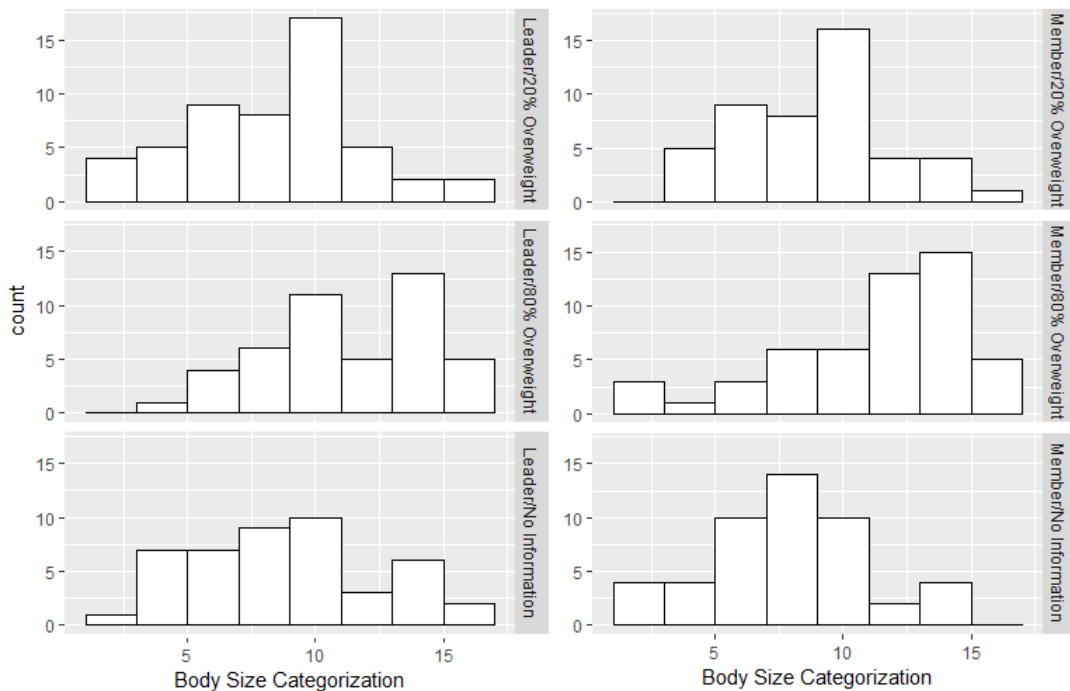 15
10
5
0
Leader/20% Overweight
15
10
5
0
Member/20% Overweight
count
15
10
5
0
Leader/80% Overweight
15
10
5
0
Member/80% Overweight
15
10
5
0
Leader/No Information
15
10
5
0
Member/No Information
5 10 15
5 10 15
Body Size Categorization
Body Size Categorization